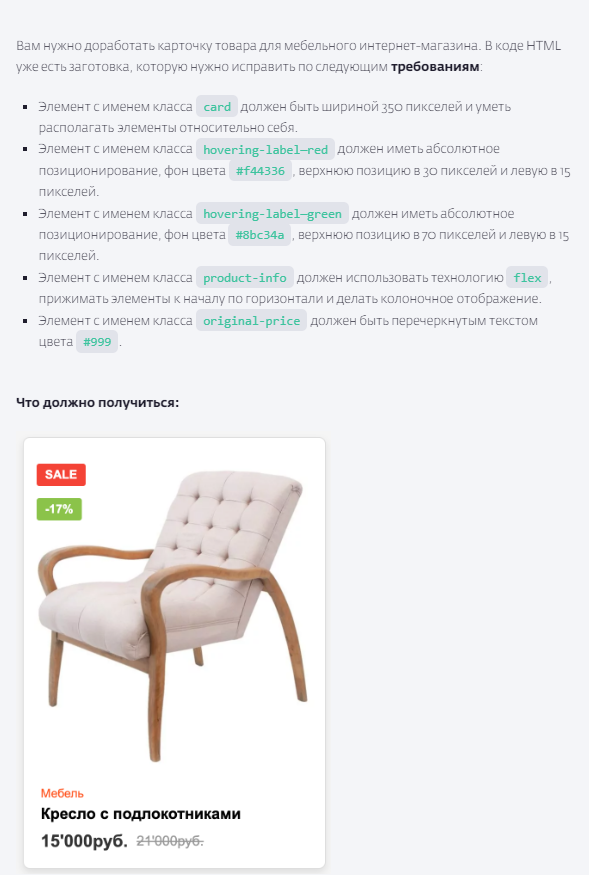 Вам нужно доработать карточку товара для мебельного интернет-магазина. В коде HTML
уже есть заготовка, которую нужно исправить по следующим требованиям:
Элемент с именем класса card должен быть шириной 350 пикселей и уметь
располагать элементы относительно себя.
Элемент с именем класса hovering-label—red должен иметь абсолютное
позиционирование, фон цвета #f44336, верхнюю позицию в 30 пикселей и левую в 15
пикселей.
Элемент с именем класса hovering-label—green должен иметь абсолютное
позиционирование, фон цвета #8bc34a, верхнюю позицию в 70 пикселей и левую в 15
пикселей.
Элемент с именем класса product-info должен использовать технологию flex,
прижимать элементы к началу по горизонтали и делать колоночное отображение.
Элемент с именем класса original-price должен быть перечеркнутым текстом
цвета #999.
Что должно получиться:
SALE
-17%
Мебель
Кресло с подлокотниками
15'000руб. 21'000руб.